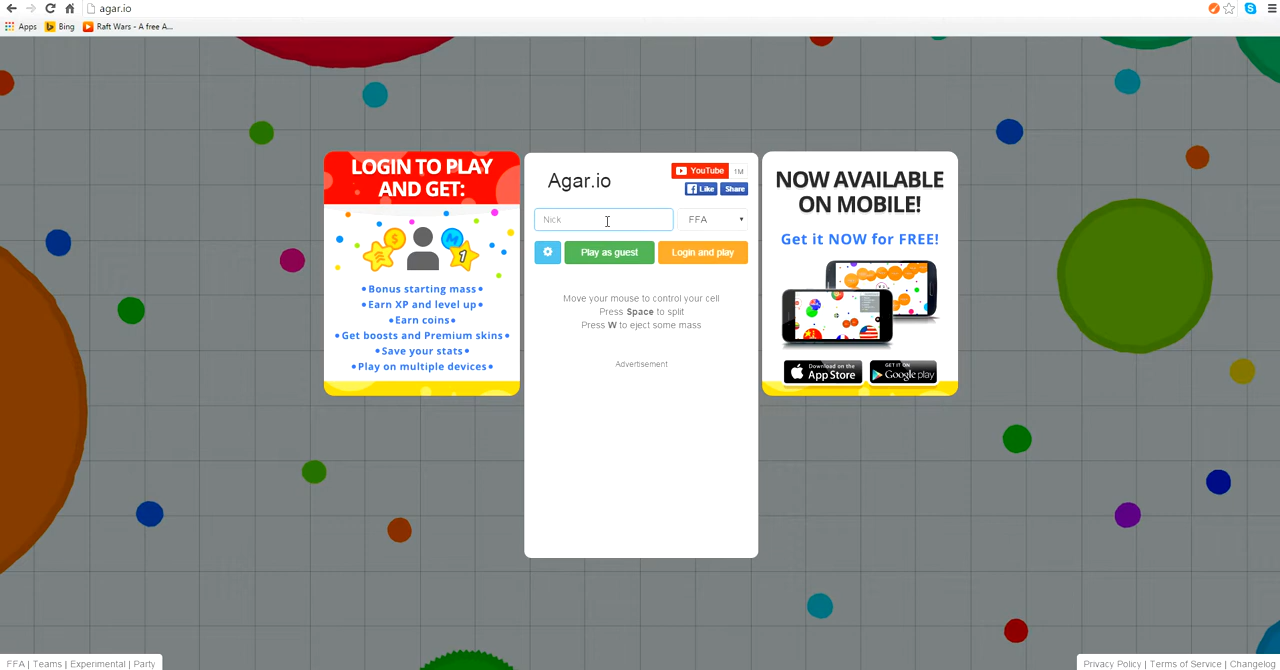 agar.io
Apps Bing Raft Wars - A free A...
LOGIN TO PLAY
AND GET:
•Bonus starting mass•
•Earn XP and level up•
•Earn coins•
•Get boosts and Premium skins•
•Save your stats•
•Play on multiple devices•
Agar.io
YouTube 1M
Like Share
Nick
FFA
Play as guest
Login and play
Move your mouse to control your cell
Press Space to split
Press W to eject some mass
Advertisement
NOW AVAILABLE
ON MOBILE!
Get it NOW for FREE!
Download on the
App Store
GET IT ON
Google play
FFA | Teams | Experimental | Party
Privacy Policy | Terms of Service | Changelog